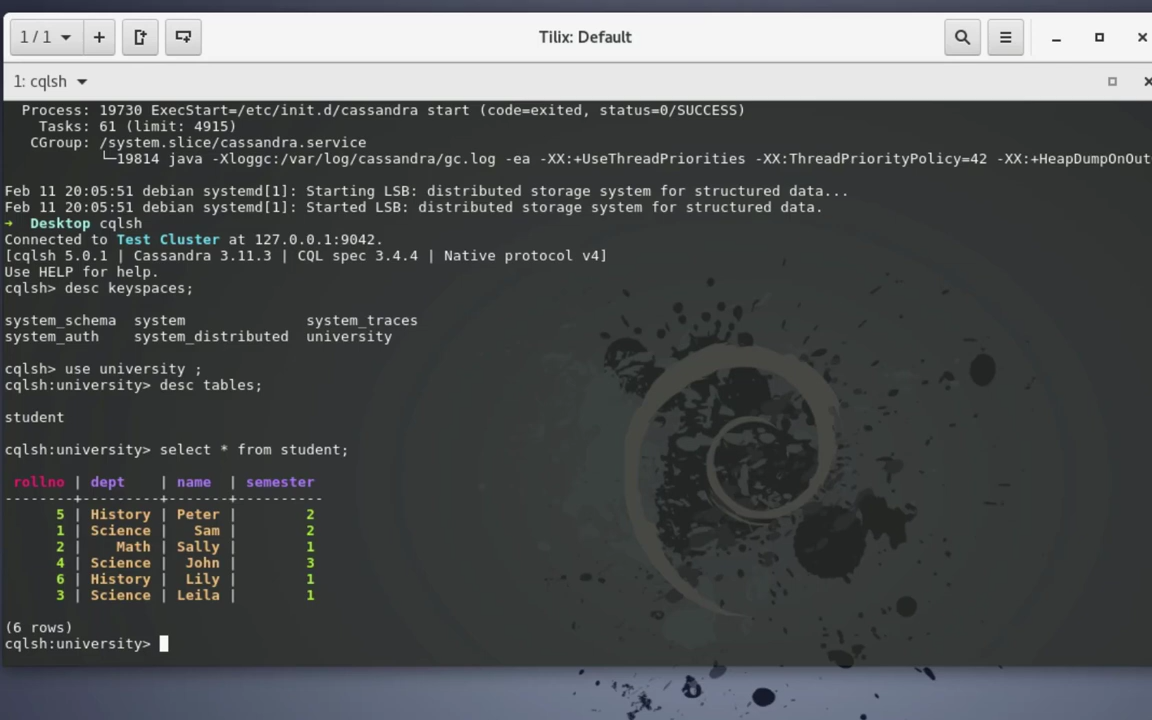 1 / 1
Tilix: Default
1: cqlsh
Process: 19730 ExecStart=/etc/init.d/cassandra start (code=exited, status=0/SUCCESS)
Tasks: 61 (limit: 4915)
CGroup: /system.slice/cassandra.service
└─19814 java -Xloggc:/var/log/cassandra/gc.log -ea -XX:+UseThreadPriorities -XX:ThreadPriorityPolicy=42 -XX:+HeapDumpOnOut
Feb 11 20:05:51 debian systemd[1]: Starting LSB: distributed storage system for structured data...
Feb 11 20:05:51 debian systemd[1]: Started LSB: distributed storage system for structured data.
→ Desktop cqlsh
Connected to Test Cluster at 127.0.0.1:9042.
[cqlsh 5.0.1 | Cassandra 3.11.3 | CQL spec 3.4.4 | Native protocol v4]
Use HELP for help.
cqlsh> desc keyspaces;
system_schema system system_traces
system_auth system_distributed university
cqlsh> use university ;
cqlsh:university> desc tables;
student
cqlsh:university> select * from student;
rollno | dept | name | semester
--------+---------+-------+----------
5 | History | Peter | 2
1 | Science | Sam | 2
2 | Math | Sally | 1
4 | Science | John | 3
6 | History | Lily | 1
3 | Science | Leila | 1
(6 rows)
cqlsh:university>